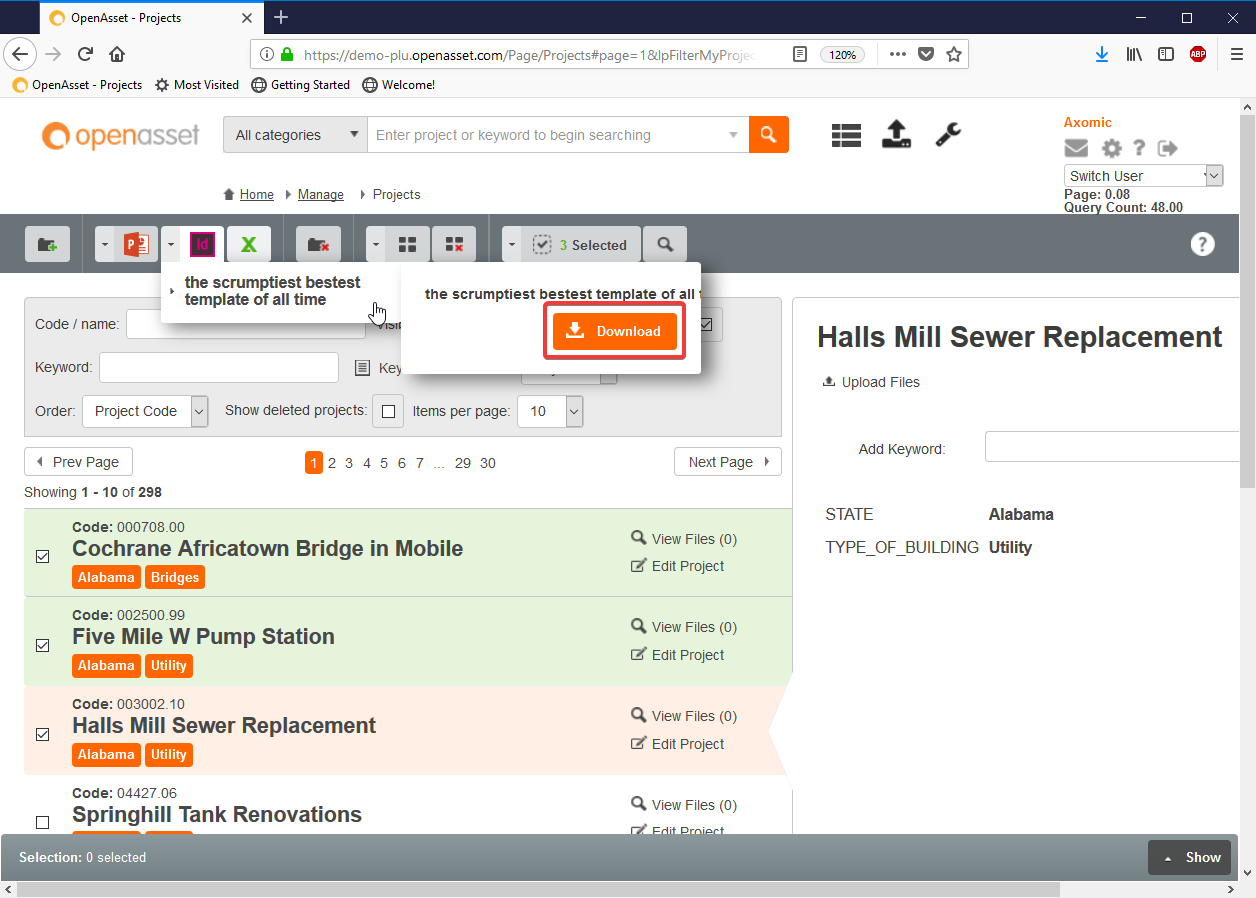 OpenAsset - Projects
https://demo-plu.openasset.com/Page/Projects#page=1&lpFilterMyProje
120%
ABP
OpenAsset - Projects
Most Visited
Getting Started
Welcome!
openasset
All categories
Enter project or keyword to begin searching
Axomic
Switch User
Page: 0.08
Query Count: 48.00
Home
Manage
Projects
P
Id
X
3 Selected
?
the scrumptiest bestest
template of all time
the scrumptiest bestest template of all
Download
Code / name:
Keyword:
Order:
Project Code
Show deleted projects:
Items per page:
10
Prev Page
1 2 3 4 5 6 7 ... 29 30
Next Page
Showing 1 - 10 of 298
Code: 000708.00
Cochrane Africatown Bridge in Mobile
Alabama
Bridges
View Files (0)
Edit Project
Code: 002500.99
Five Mile W Pump Station
Alabama
Utility
View Files (0)
Edit Project
Code: 003002.10
Halls Mill Sewer Replacement
Alabama
Utility
View Files (0)
Edit Project
Code: 04427.06
Springhill Tank Renovations
View Files (0)
Edit Project
Halls Mill Sewer Replacement
Upload Files
Add Keyword:
STATE
Alabama
TYPE_OF_BUILDING
Utility
Selection: 0 selected
Show